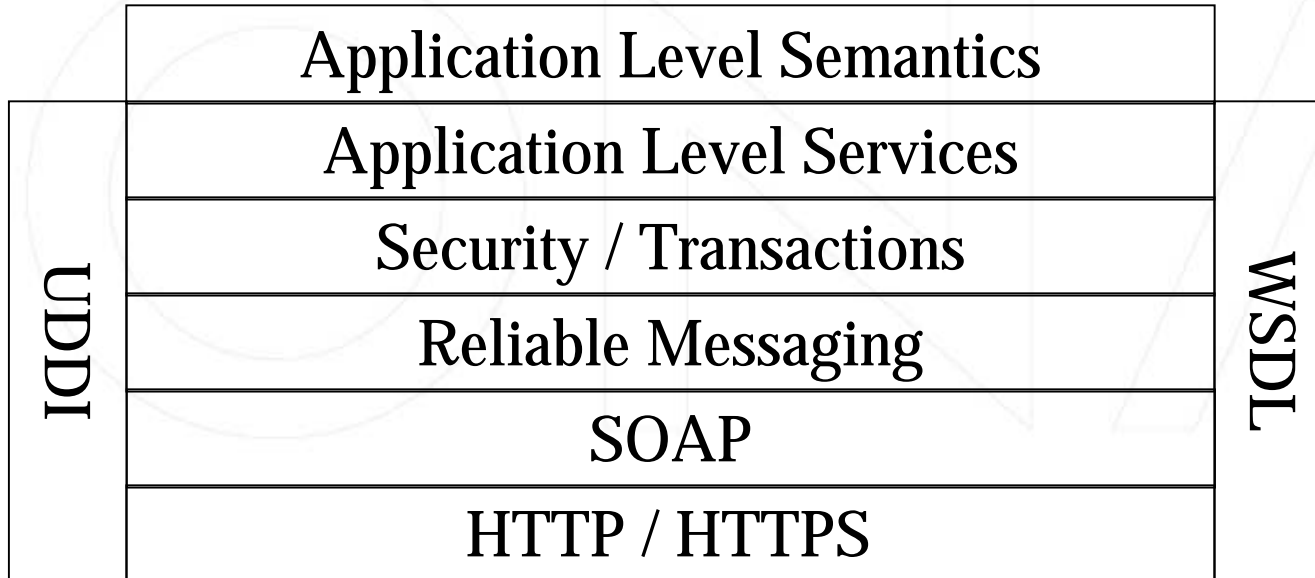 Application Level Semantics
Application Level Services
Security / Transactions
Reliable Messaging
SOAP
HTTP / HTTPS
UDDI
WSDL